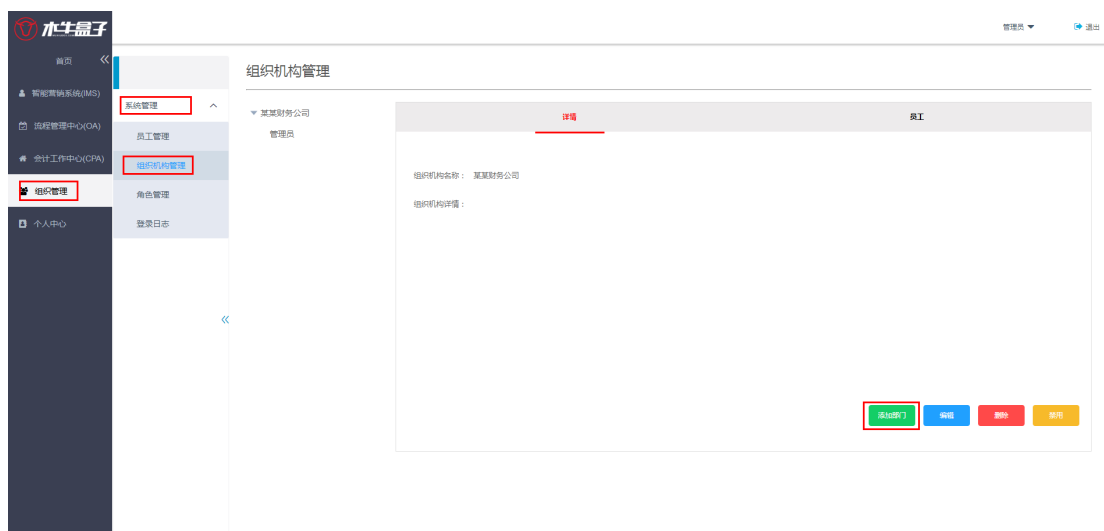 木牛盒子
管理员
退出
首页
智能营销系统(IMS)
流程管理中心(OA)
会计工作中心(CPA)
组织管理
个人中心
系统管理
员工管理
组织机构管理
角色管理
登录日志
组织机构管理
某某财务公司
管理员
详情
员工
组织机构名称： 某某财务公司
组织机构详情：
添加部门
编辑
删除
禁用